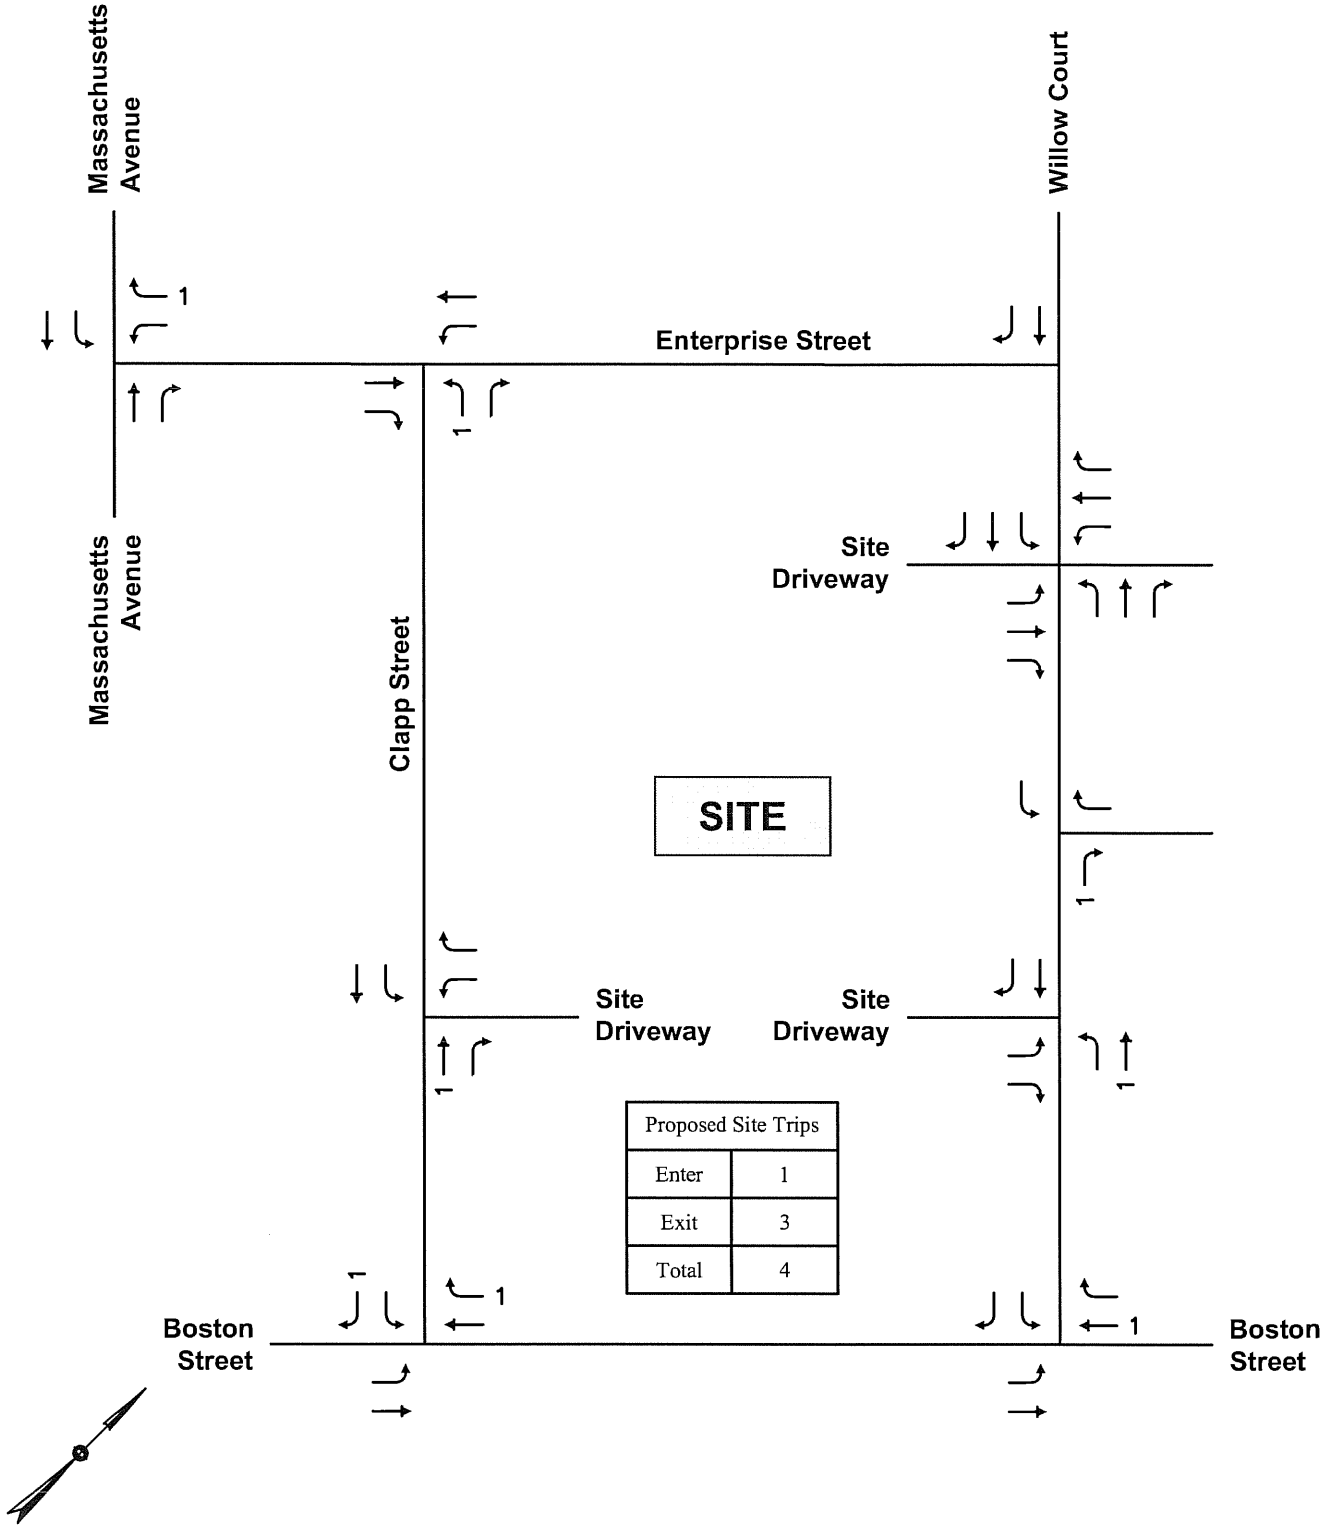 Massachusetts
Avenue
Willow Court
1
Enterprise Street
1
Massachusetts
Avenue
Site
Driveway
Clapp Street
SITE
1
Site
Driveway
Site
Driveway
1
1
Proposed Site Trips
Enter 1
Exit 3
Total 4
1
1
1
Boston
Street
Boston
Street